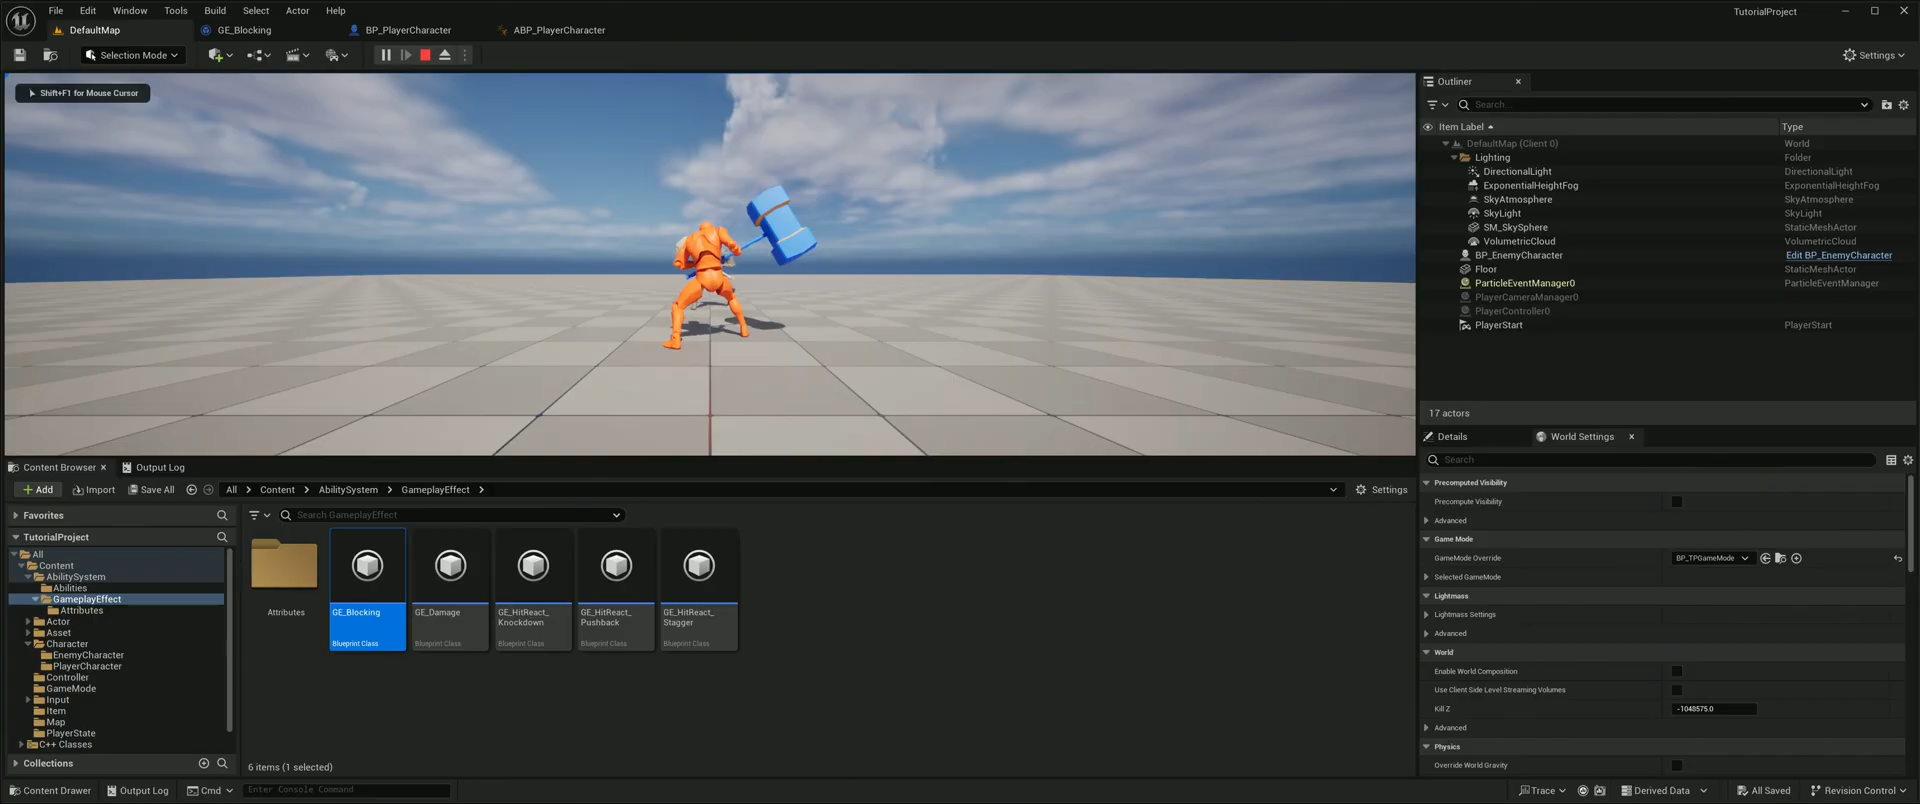 File Edit Window Tools Build Select Actor Help
TutorialProject
DefaultMap
GE_Blocking
BP_PlayerCharacter
ABP_PlayerCharacter
Selection Mode
Settings
Shift+F1 for Mouse Cursor
Outliner
Search...
Item Label Type
DefaultMap (Client 0) World
Lighting Folder
DirectionalLight DirectionalLight
ExponentialHeightFog ExponentialHeightFog
SkyAtmosphere SkyAtmosphere
SkyLight SkyLight
SM_SkySphere StaticMeshActor
VolumetricCloud VolumetricCloud
BP_EnemyCharacter Edit BP_EnemyCharacter
Floor StaticMeshActor
ParticleEventManager0 ParticleEventManager
PlayerCameraManager0
PlayerController0
PlayerStart PlayerStart
17 actors
Details
World Settings
Search
Precomputed Visibility
Precompute Visibility
Advanced
Game Mode
GameMode Override BP_TPGameMode
Selected GameMode
Lightmass
Lightmass Settings
Advanced
World
Enable World Composition
Use Client Side Level Streaming Volumes
Kill Z -1048575.0
Advanced
Physics
Override World Gravity
Content Browser
Output Log
Add Import Save All All Content AbilitySystem GameplayEffect Settings
Favorites
TutorialProject
All
Content
AbilitySystem
Abilities
GameplayEffect
Attributes
Actor
Asset
Character
EnemyCharacter
PlayerCharacter
Controller
GameMode
Input
Item
Map
PlayerState
C++ Classes
Collections
Search GameplayEffect
Attributes
GE_Blocking
Blueprint Class
GE_Damage
Blueprint Class
GE_HitReact_
Knockdown
Blueprint Class
GE_HitReact_
Pushback
Blueprint Class
GE_HitReact_
Stagger
Blueprint Class
6 items (1 selected)
Content Drawer Output Log Cmd Enter Console Command
Trace Derived Data All Saved Revision Control